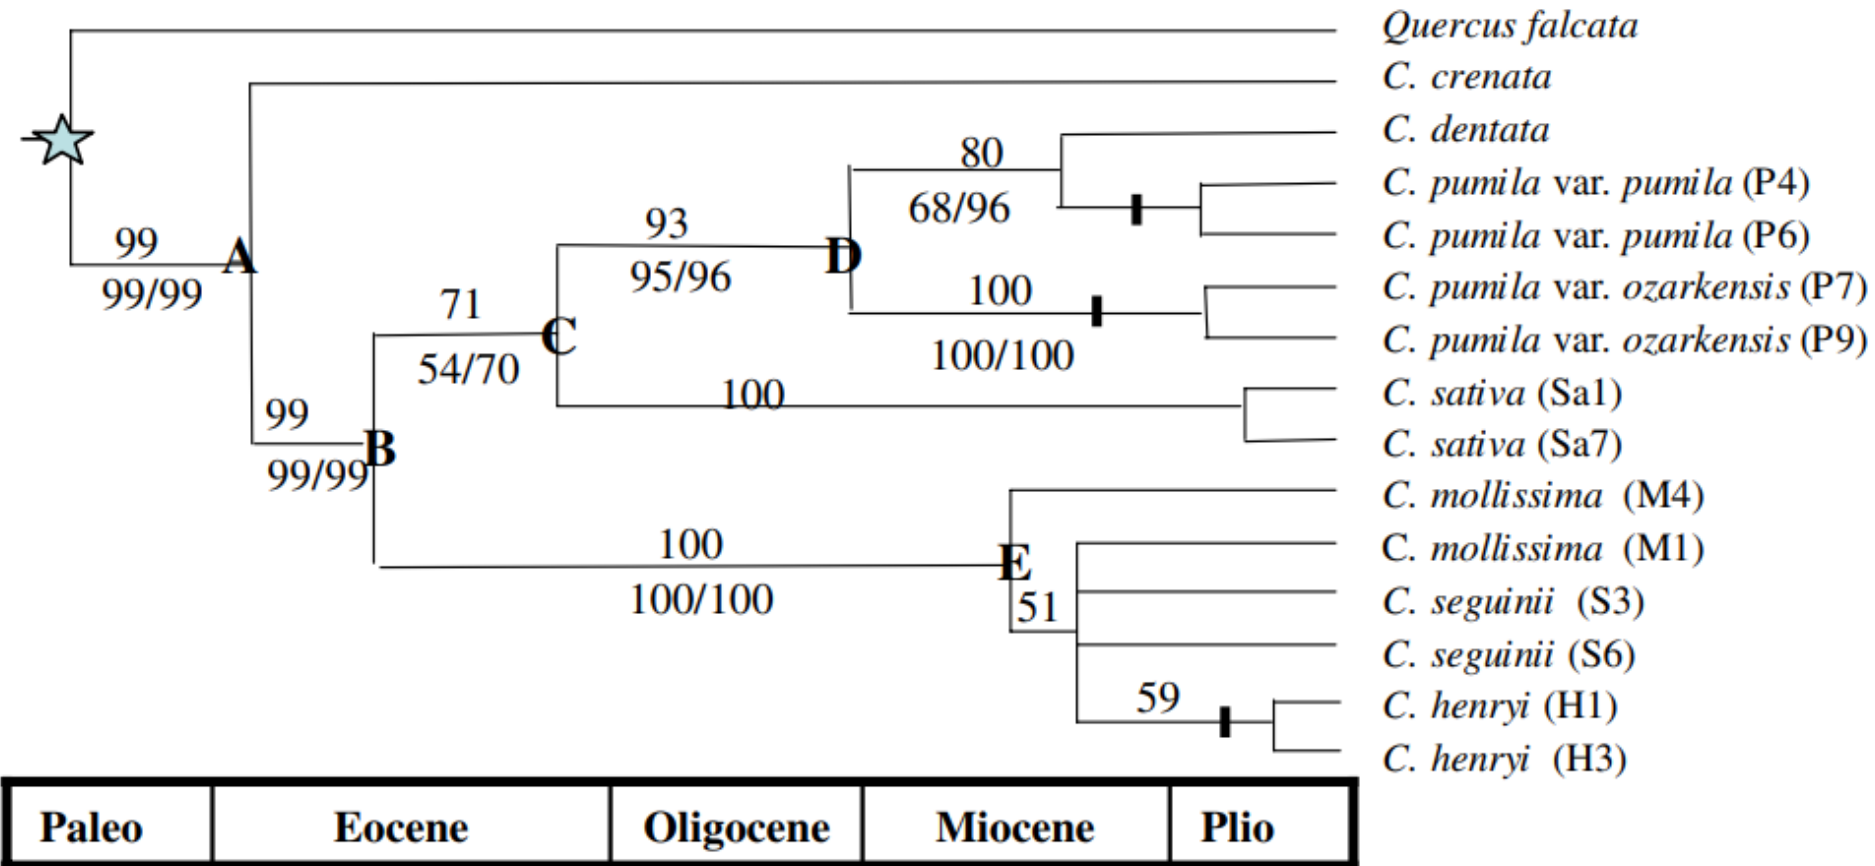 Quercus falcata
C. crenata
C. dentata
80
C. pumila var. pumila (P4)
68/96
93
C. pumila var. pumila (P6)
99
A
D
95/96
99/99
C. pumila var. ozarkensis (P7)
100
71
C
C. pumila var. ozarkensis (P9)
54/70
100/100
C. sativa (Sa1)
100
99
C. sativa (Sa7)
B
99/99
C. mollissima (M4)
100
C. mollissima (M1)
E
100/100
51
C. seguinii (S3)
C. seguinii (S6)
59
C. henryi (H1)
C. henryi (H3)
Paleo Eocene Oligocene Miocene Plio